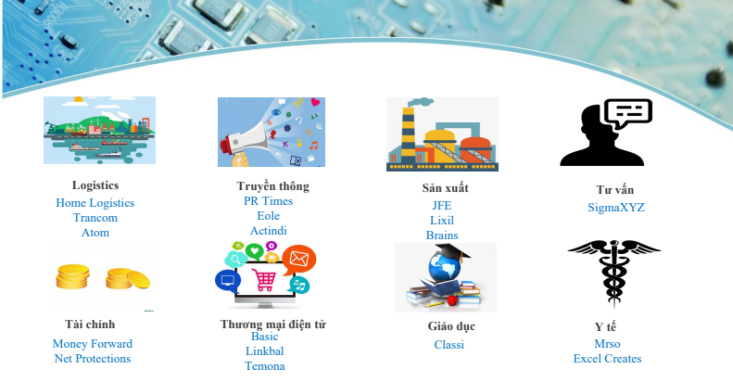 Logistics
Home Logistics
Trancom
Atom
Truyền thông
PR Times
Eole
Actindi
Sản xuất
JFE
Lixil
Brains
Tư vấn
SigmaXYZ
Tài chính
Money Forward
Net Protections
Thương mại điện tử
Basic
Linkbal
Temona
Giáo dục
Classi
Y tế
Mrso
Excel Creates